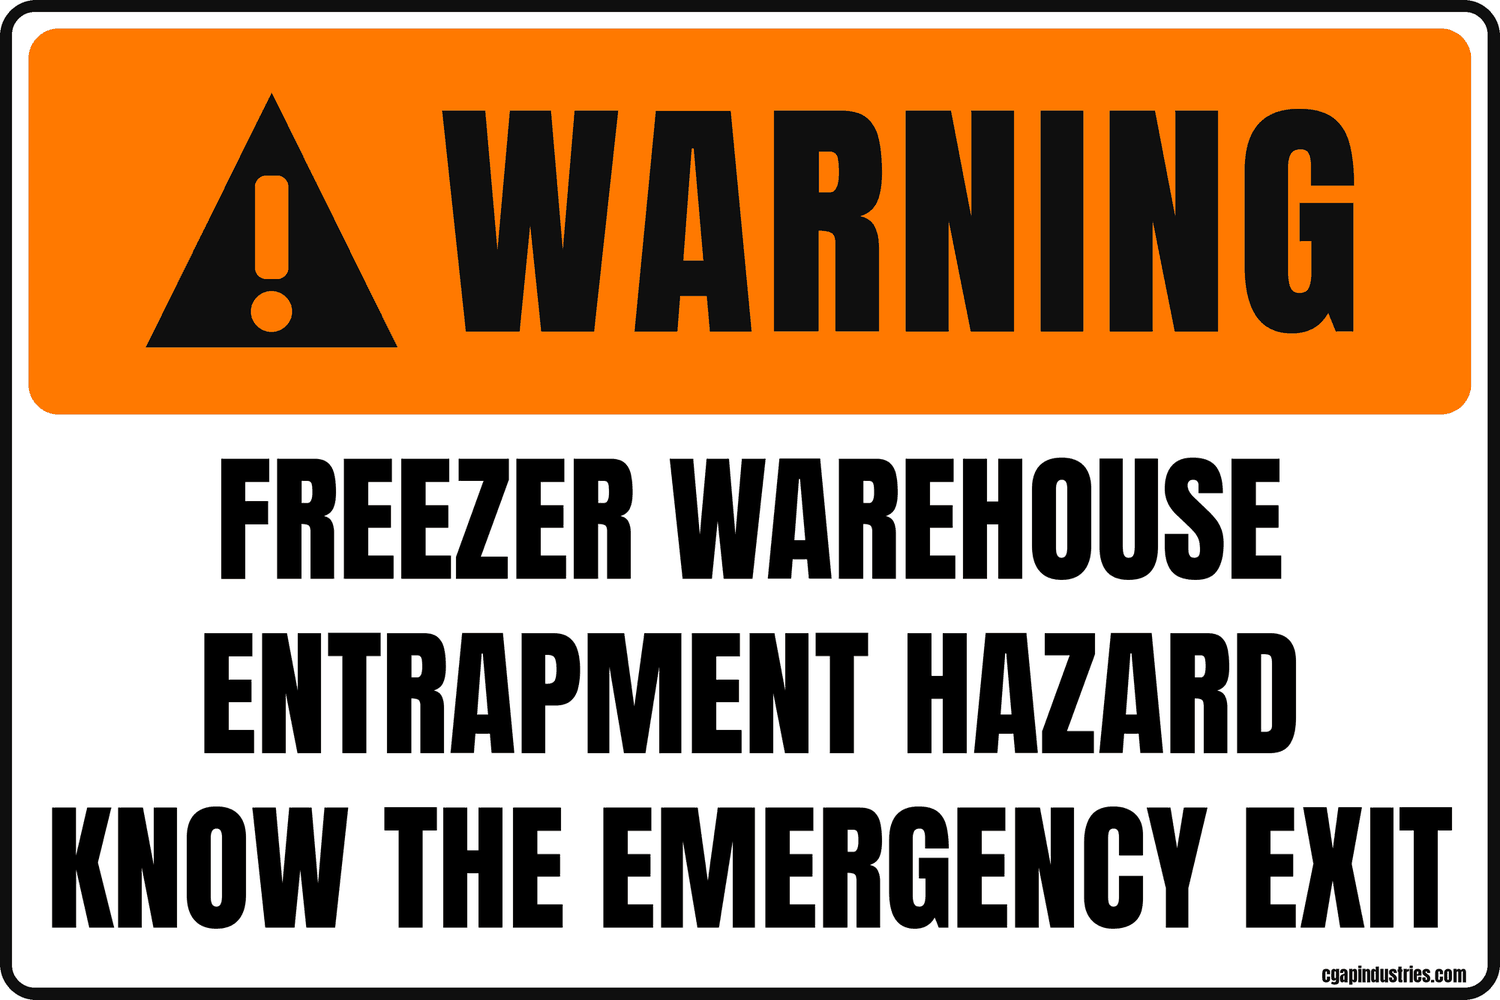 WARNING
FREEZER WAREHOUSE
ENTRAPMENT HAZARD
KNOW THE EMERGENCY EXIT
cgapindustries.com